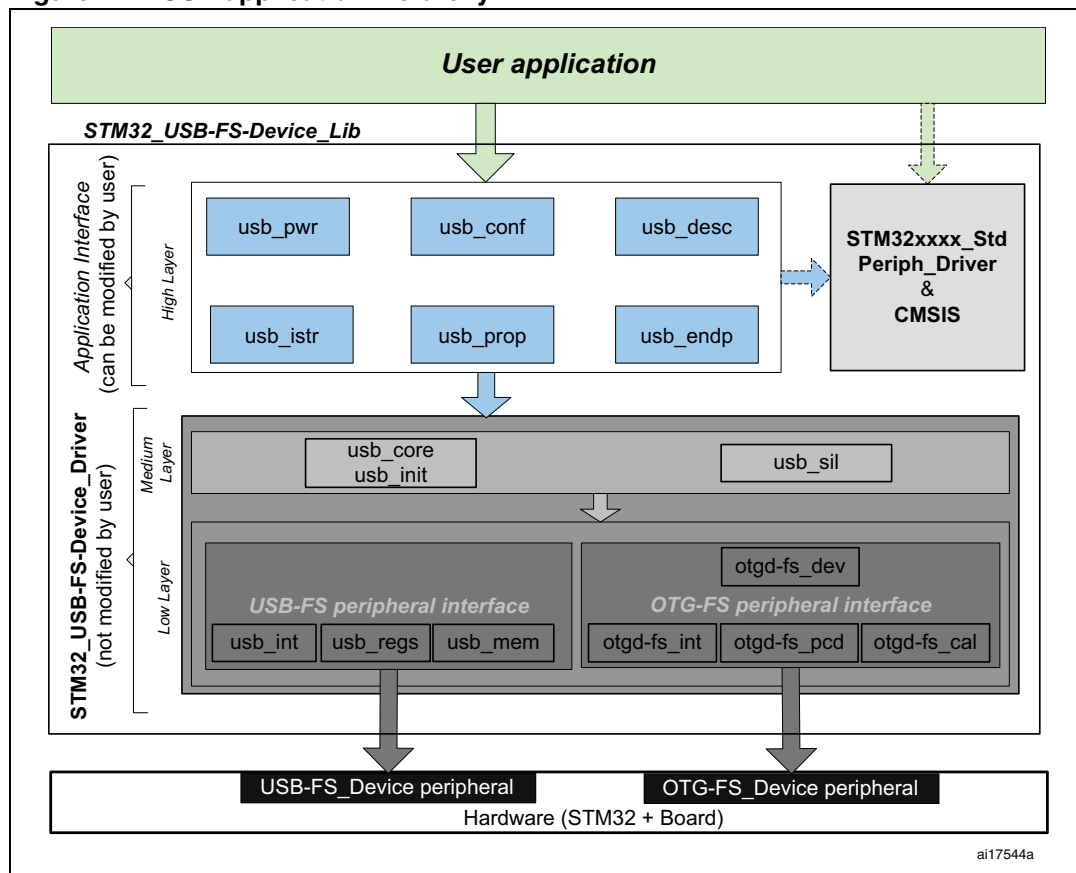 User application
STM32_USB-FS-Device_Lib
Application Interface
(can be modified by user)
High Layer
usb_pwr
usb_conf
usb_desc
usb_istr
usb_prop
usb_endp
STM32xxxx_Std
Periph_Driver
&
CMSIS
STM32_USB-FS-Device_Driver
(not modified by user)
Medium
Layer
usb_core
usb_init
usb_sil
Low Layer
USB-FS peripheral interface
usb_int
usb_regs
usb_mem
otgd-fs_dev
OTG-FS peripheral interface
otgd-fs_int
otgd-fs_pcd
otgd-fs_cal
USB-FS_Device peripheral
OTG-FS_Device peripheral
Hardware (STM32 + Board)
ai17544a